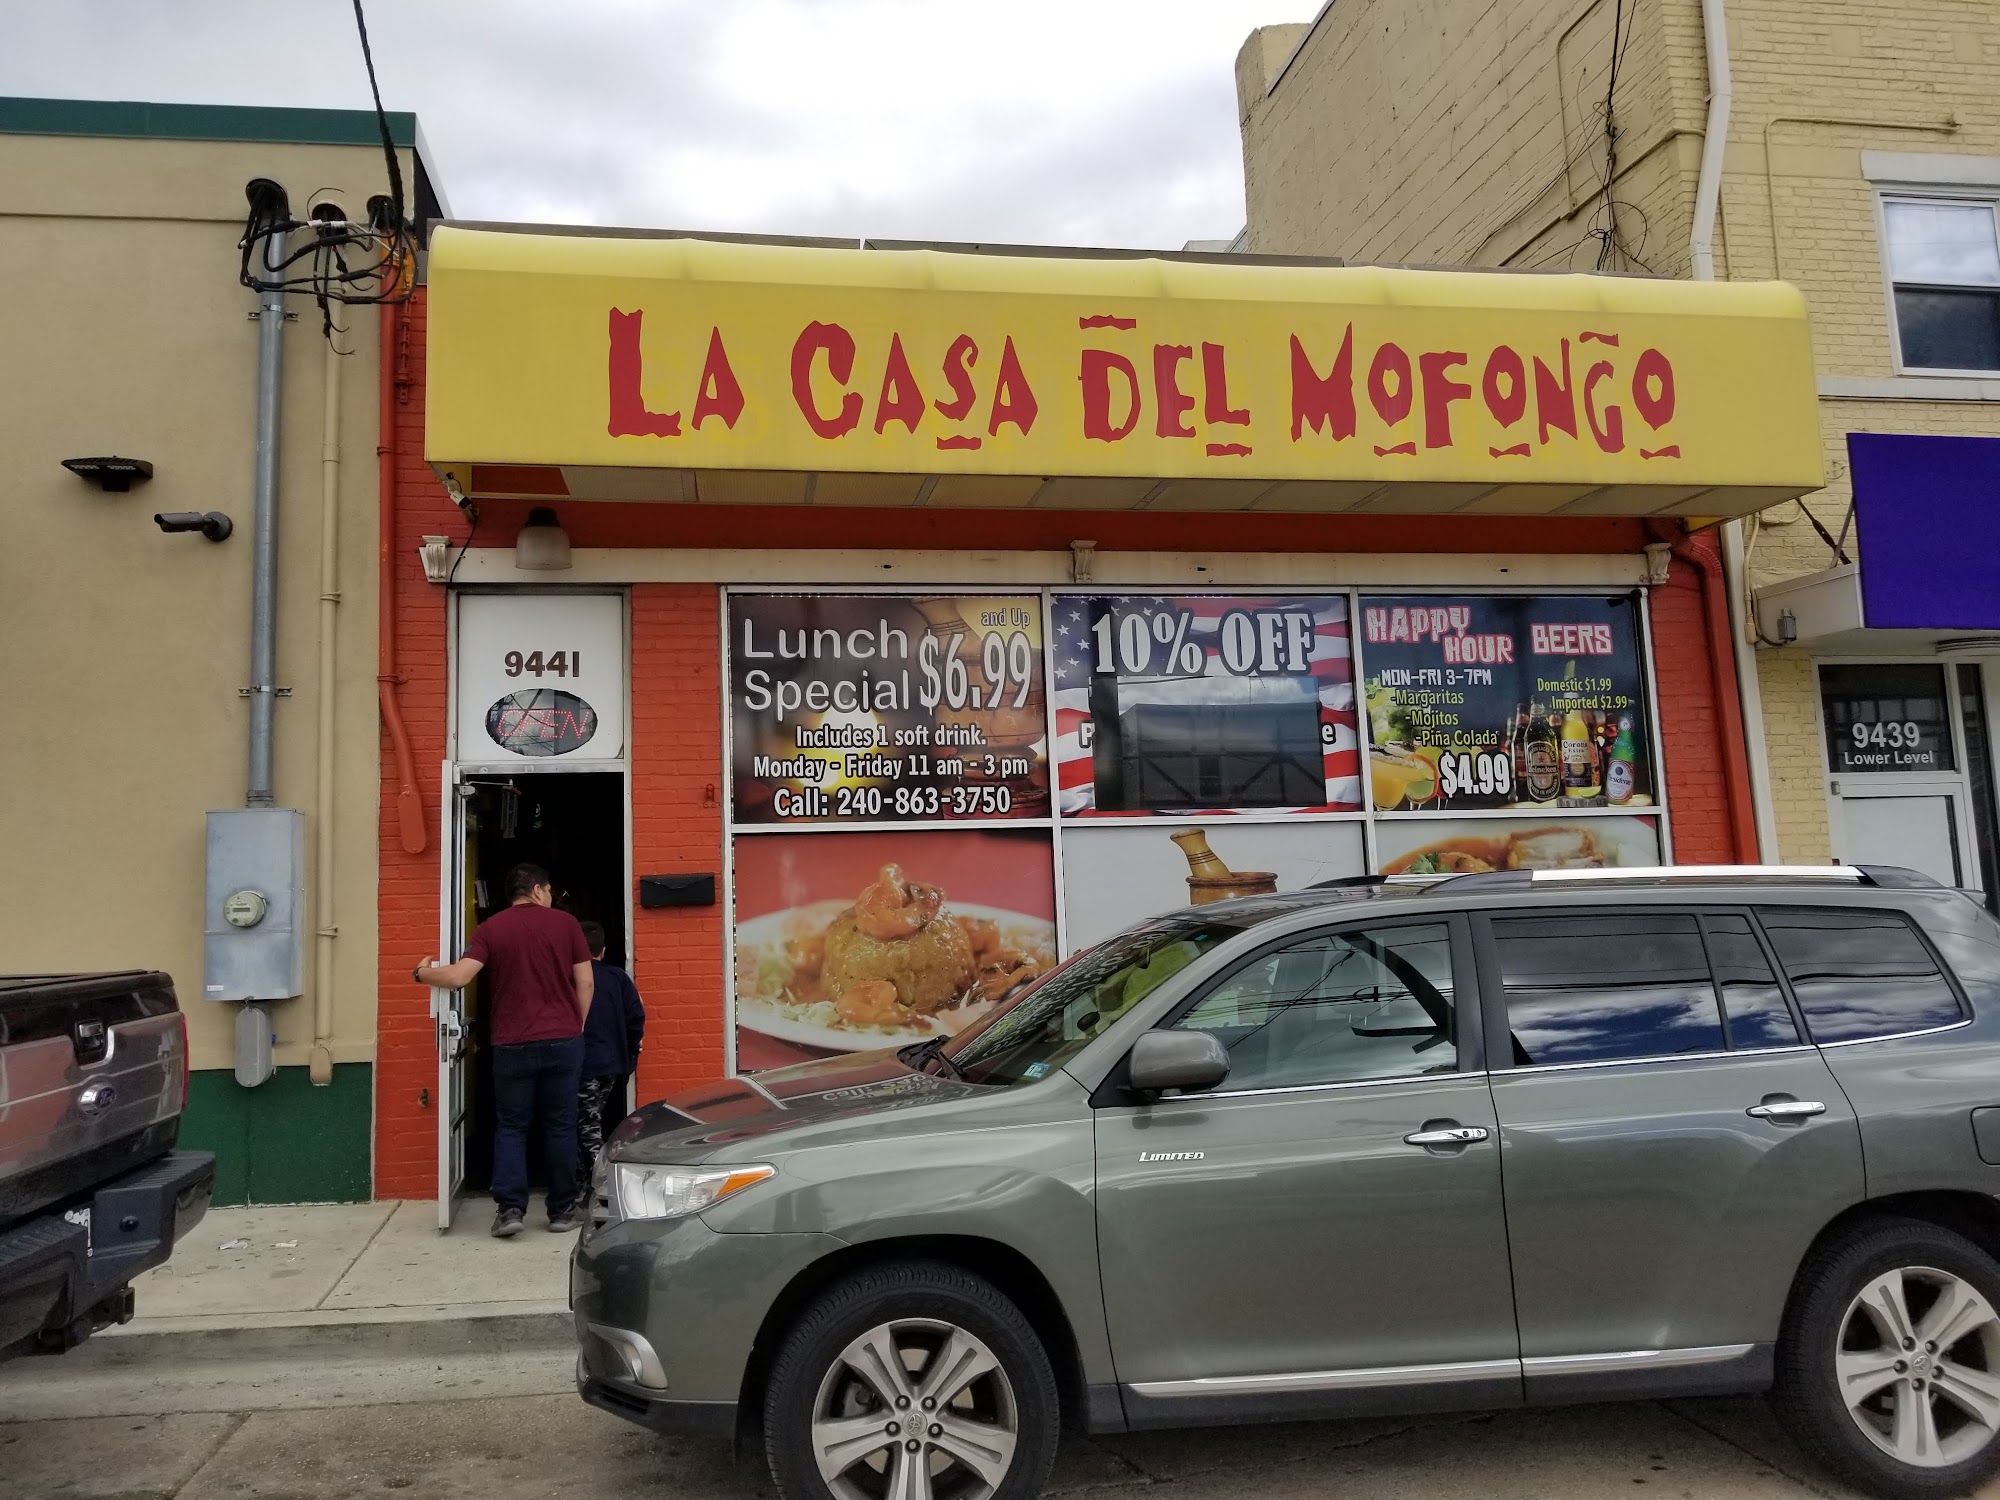 LA CASA DEL MOFONGO
9441
OPEN
Lunch
Special
and Up
$6.99
Includes 1 soft drink.
Monday - Friday 11 am - 3 pm
Call: 240-863-3750
10% OFF
HAPPY
HOUR
MON-FRI 3-7PM
-Margaritas
-Mojitos
-Piña Colada
$4.99
BEERS
Domestic $1.99
Imported $2.99
Heineken
Corona
9439
Lower Level
Ford
LIMITED